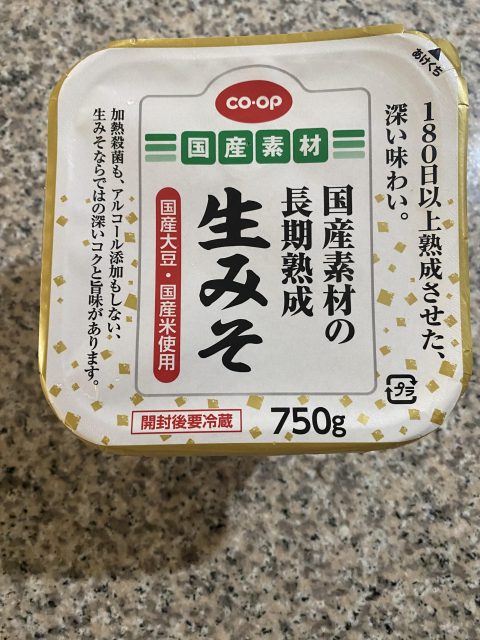 あけくち
180日以上熟成させた、
深い味わい。
CO·OP
国産素材
国産素材の
長期熟成
生みそ
国産大豆・国産米使用
加熱殺菌も、アルコール添加もしない、
生みそならではの深いコクと旨味があります。
開封後要冷蔵
750g
プラ